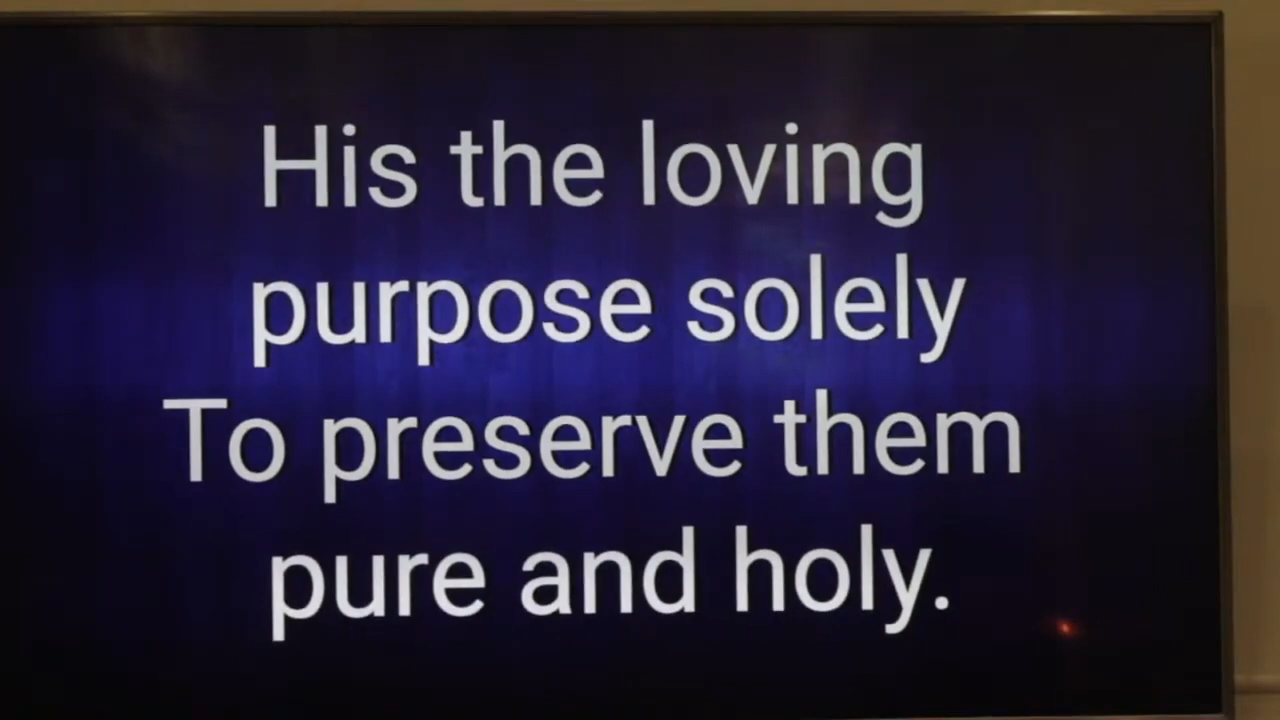 His the loving
purpose solely
To preserve them
pure and holy.